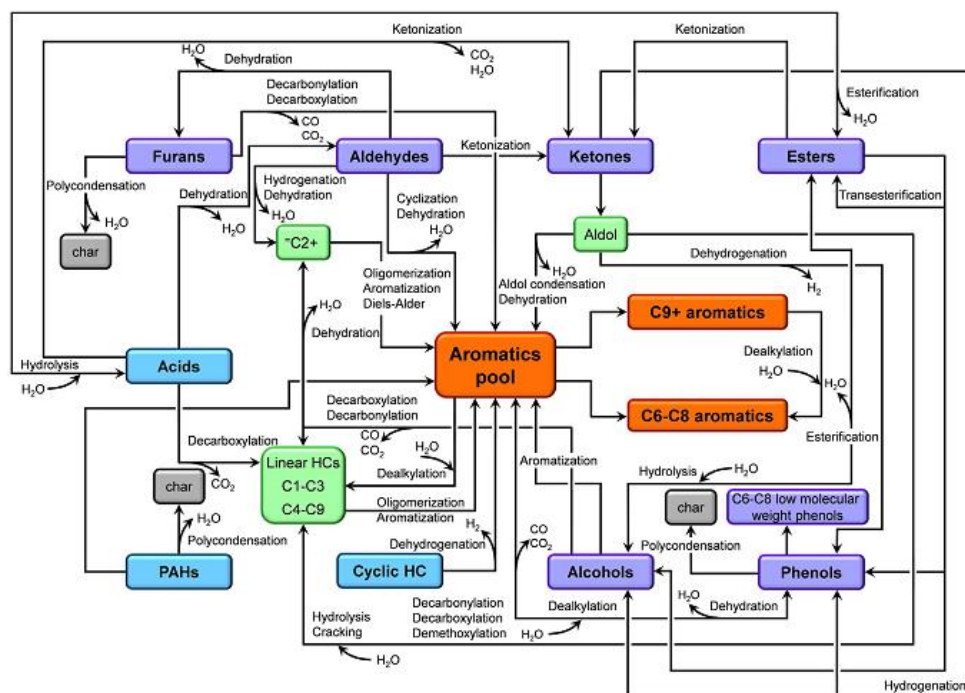 Ketonization
Ketonization
H₂O
Dehydration
CO₂
H₂O
Decarbonylation
Decarboxylation
Esterification
CO
CO₂
H₂O
Furans
Aldehydes
Ketonization
Ketones
Esters
Polycondensation
H₂O
Dehydration
H₂O
Hydrogenation
Dehydration
H₂O
Cyclization
Dehydration
H₂O
Transesterification
char
"C2+
Aldol
Dehydrogenation
H₂
Oligomerization
Aromatization
Diels-Alder
H₂O
Aldol condensation
Dehydration
H₂O
Dehydration
C9+ aromatics
Aromatics
pool
Acids
Hydrolysis
H₂O
Dealkylation
H₂O
H₂O
C6-C8 aromatics
Decarboxylation
Decarbonylation
CO
CO₂
H₂O
Esterification
Decarboxylation
CO₂
Linear HCs
C1-C3
C4-C9
Dealkylation
Aromatization
Hydrolysis
H₂O
char
H₂O
Polycondensation
Oligomerization
Aromatization
H₂
CO
CO₂
char
C6-C8 low molecular
weight phenols
Dehydrogenation
Polycondensation
PAHs
Cyclic HC
Alcohols
Phenols
Hydrolysis
Cracking
H₂O
Decarbonylation
Decarboxylation
Demethoxylation
H₂O
Dealkylation
H₂O
Dehydration
Hydrogenation